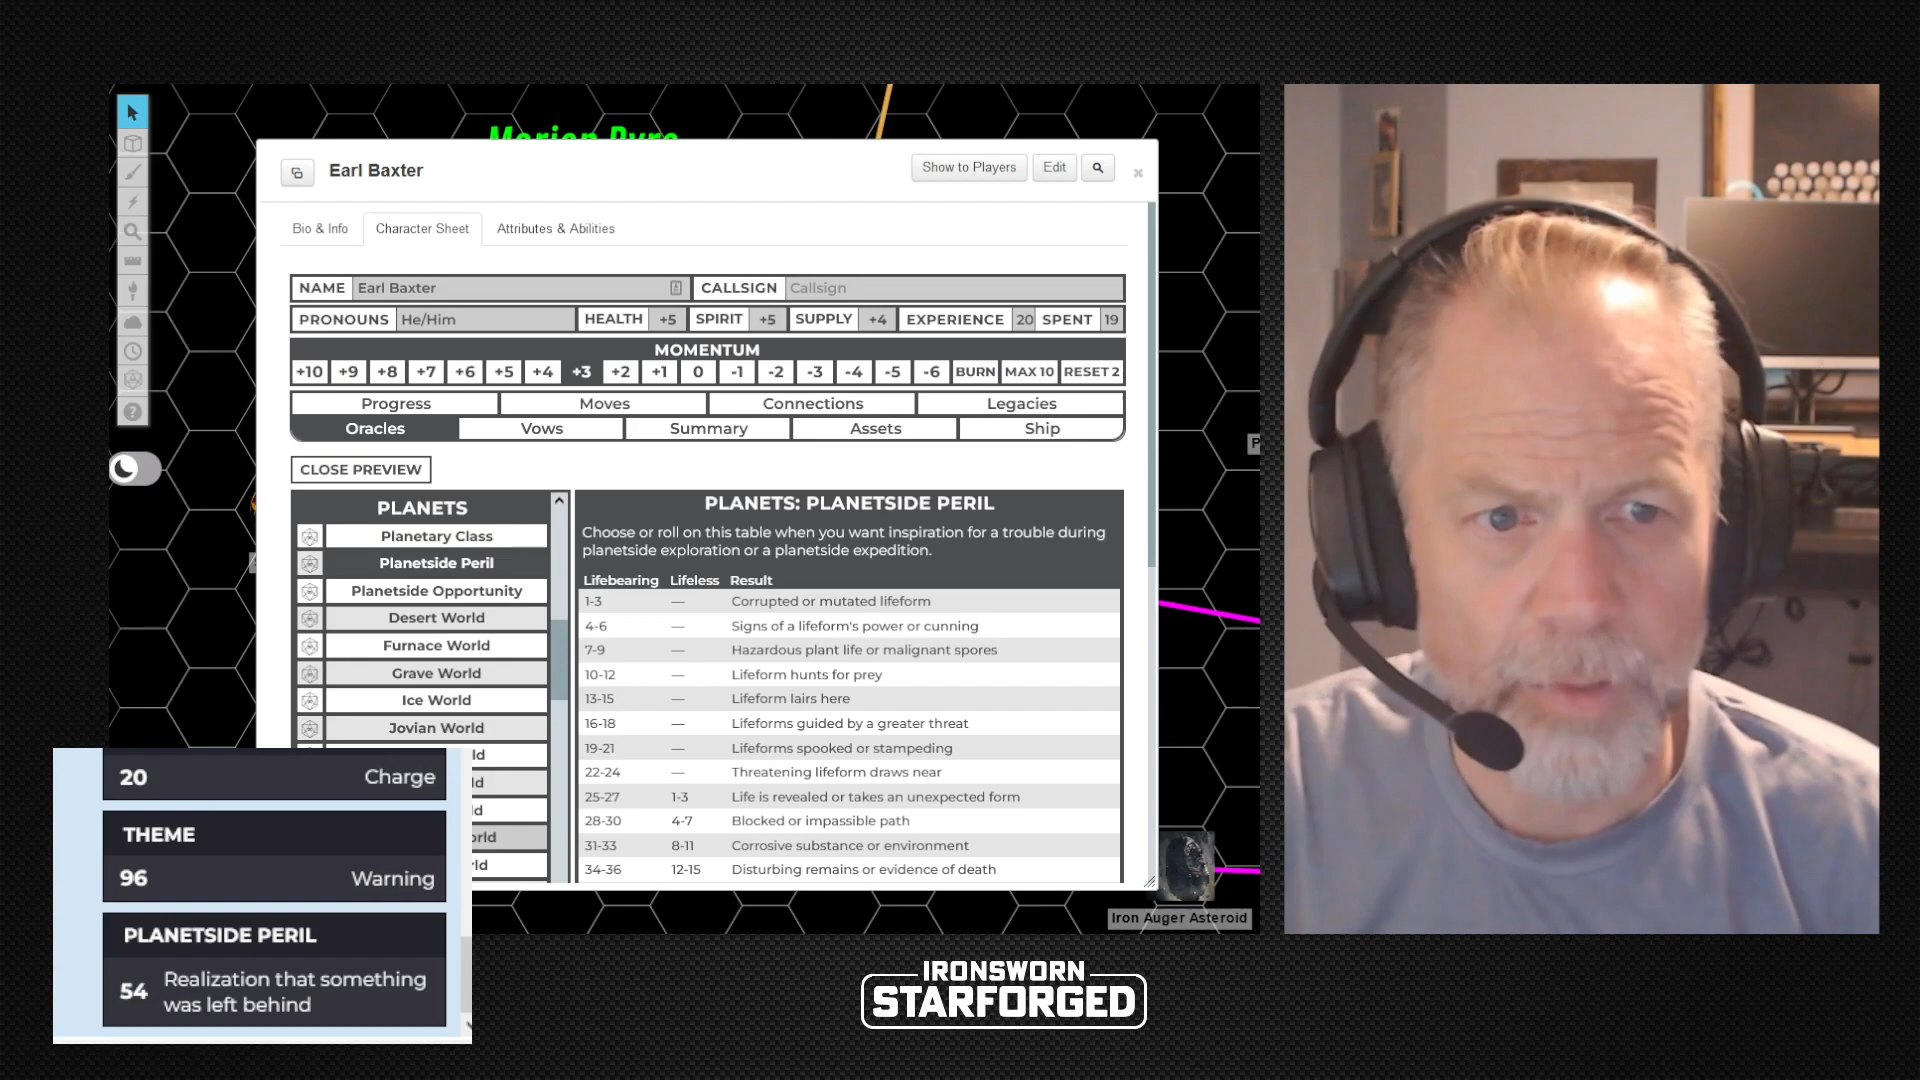 Earl Baxter
Show to Players
Edit
Bio & Info
Character Sheet
Attributes & Abilities
NAME Earl Baxter
CALLSIGN Callsign
PRONOUNS He/Him
HEALTH +5
SPIRIT +5
SUPPLY +4
EXPERIENCE 20
SPENT 19
MOMENTUM
+10 +9 +8 +7 +6 +5 +4 +3 +2 +1 0 -1 -2 -3 -4 -5 -6 BURN MAX 10 RESET 2
Progress Moves Connections Legacies
Oracles Vows Summary Assets Ship
CLOSE PREVIEW
PLANETS
Planetary Class
Planetside Peril
Planetside Opportunity
Desert World
Furnace World
Grave World
Ice World
Jovian World
PLANETS: PLANETSIDE PERIL
Choose or roll on this table when you want inspiration for a trouble during
planetside exploration or a planetside expedition.
Lifebearing Lifeless Result
1-3 — Corrupted or mutated lifeform
4-6 — Signs of a lifeform's power or cunning
7-9 — Hazardous plant life or malignant spores
10-12 — Lifeform hunts for prey
13-15 — Lifeform lairs here
16-18 — Lifeforms guided by a greater threat
19-21 — Lifeforms spooked or stampeding
22-24 — Threatening lifeform draws near
25-27 1-3 Life is revealed or takes an unexpected form
28-30 4-7 Blocked or impassible path
31-33 8-11 Corrosive substance or environment
34-36 12-15 Disturbing remains or evidence of death
20 Charge
THEME
96 Warning
PLANETSIDE PERIL
54 Realization that something
was left behind
Iron Auger Asteroid
IRONSWORN
STARFORGED